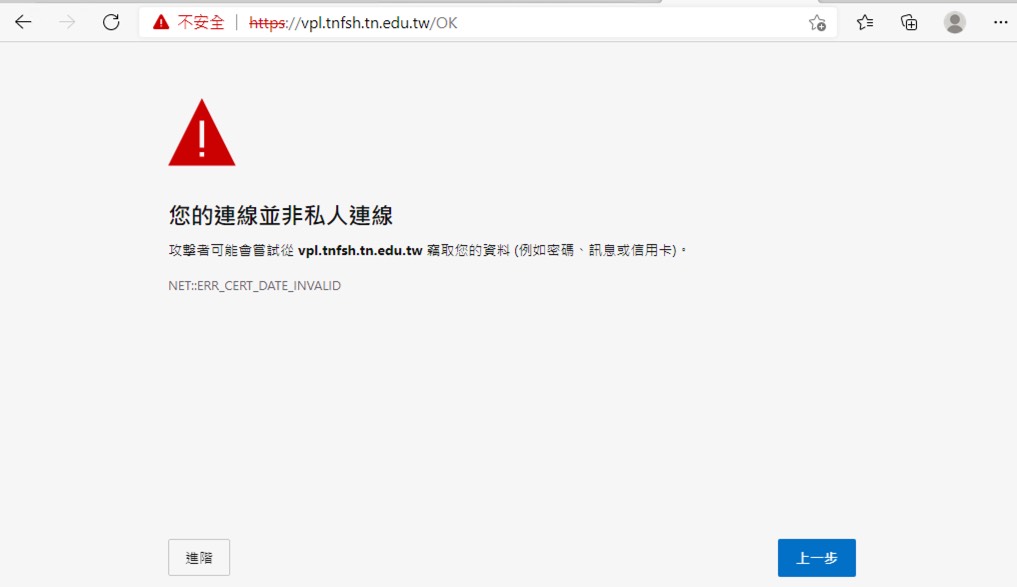 不安全 | https://vpl.tnfsh.tn.edu.tw/OK
您的連線並非私人連線
攻擊者可能會嘗試從 vpl.tnfsh.tn.edu.tw 竊取您的資料 (例如密碼、訊息或信用卡)。
NET::ERR_CERT_DATE_INVALID
進階
上一步